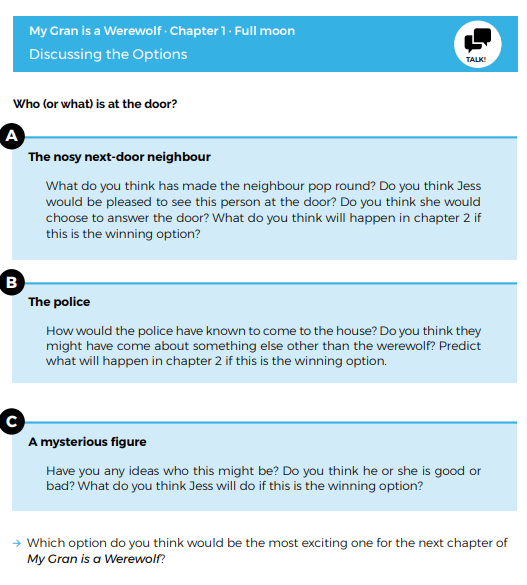 My Gran is a Werewolf · Chapter 1 · Full moon
Discussing the Options
TALK!
Who (or what) is at the door?
A
The nosy next-door neighbour
What do you think has made the neighbour pop round? Do you think Jess
would be pleased to see this person at the door? Do you think she would
choose to answer the door? What do you think will happen in chapter 2 if
this is the winning option?
B
The police
How would the police have known to come to the house? Do you think they
might have come about something else other than the werewolf? Predict
what will happen in chapter 2 if this is the winning option.
C
A mysterious figure
Have you any ideas who this might be? Do you think he or she is good or
bad? What do you think Jess will do if this is the winning option?
→ Which option do you think would be the most exciting one for the next chapter of
My Gran is a Werewolf?